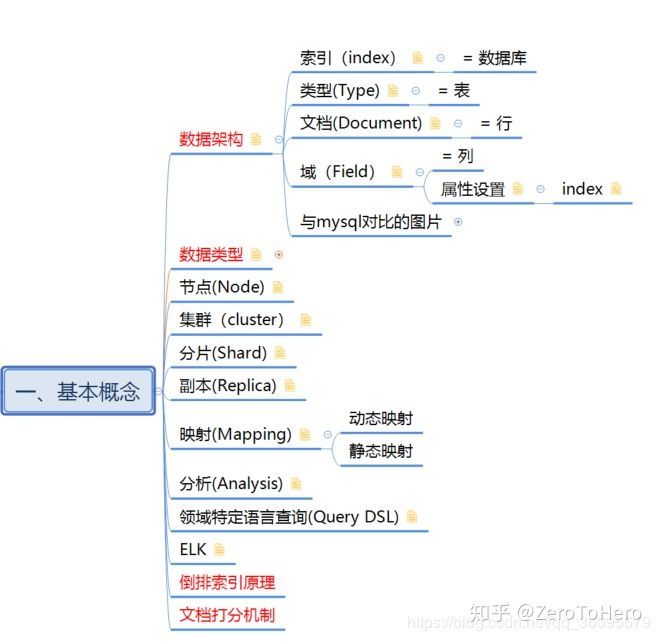 索引（index）
= 数据库
类型(Type)
= 表
文档(Document)
= 行
数据架构
= 列
域（Field）
属性设置
index
与mysql对比的图片
数据类型
节点(Node)
集群（cluster）
分片(Shard)
副本(Replica)
一、基本概念
动态映射
映射(Mapping)
静态映射
分析(Analysis)
领域特定语言查询(Query DSL)
ELK
倒排索引原理
文档打分机制
知乎 @ZeroToHero
https://blog.csdn.net/qq_36096679